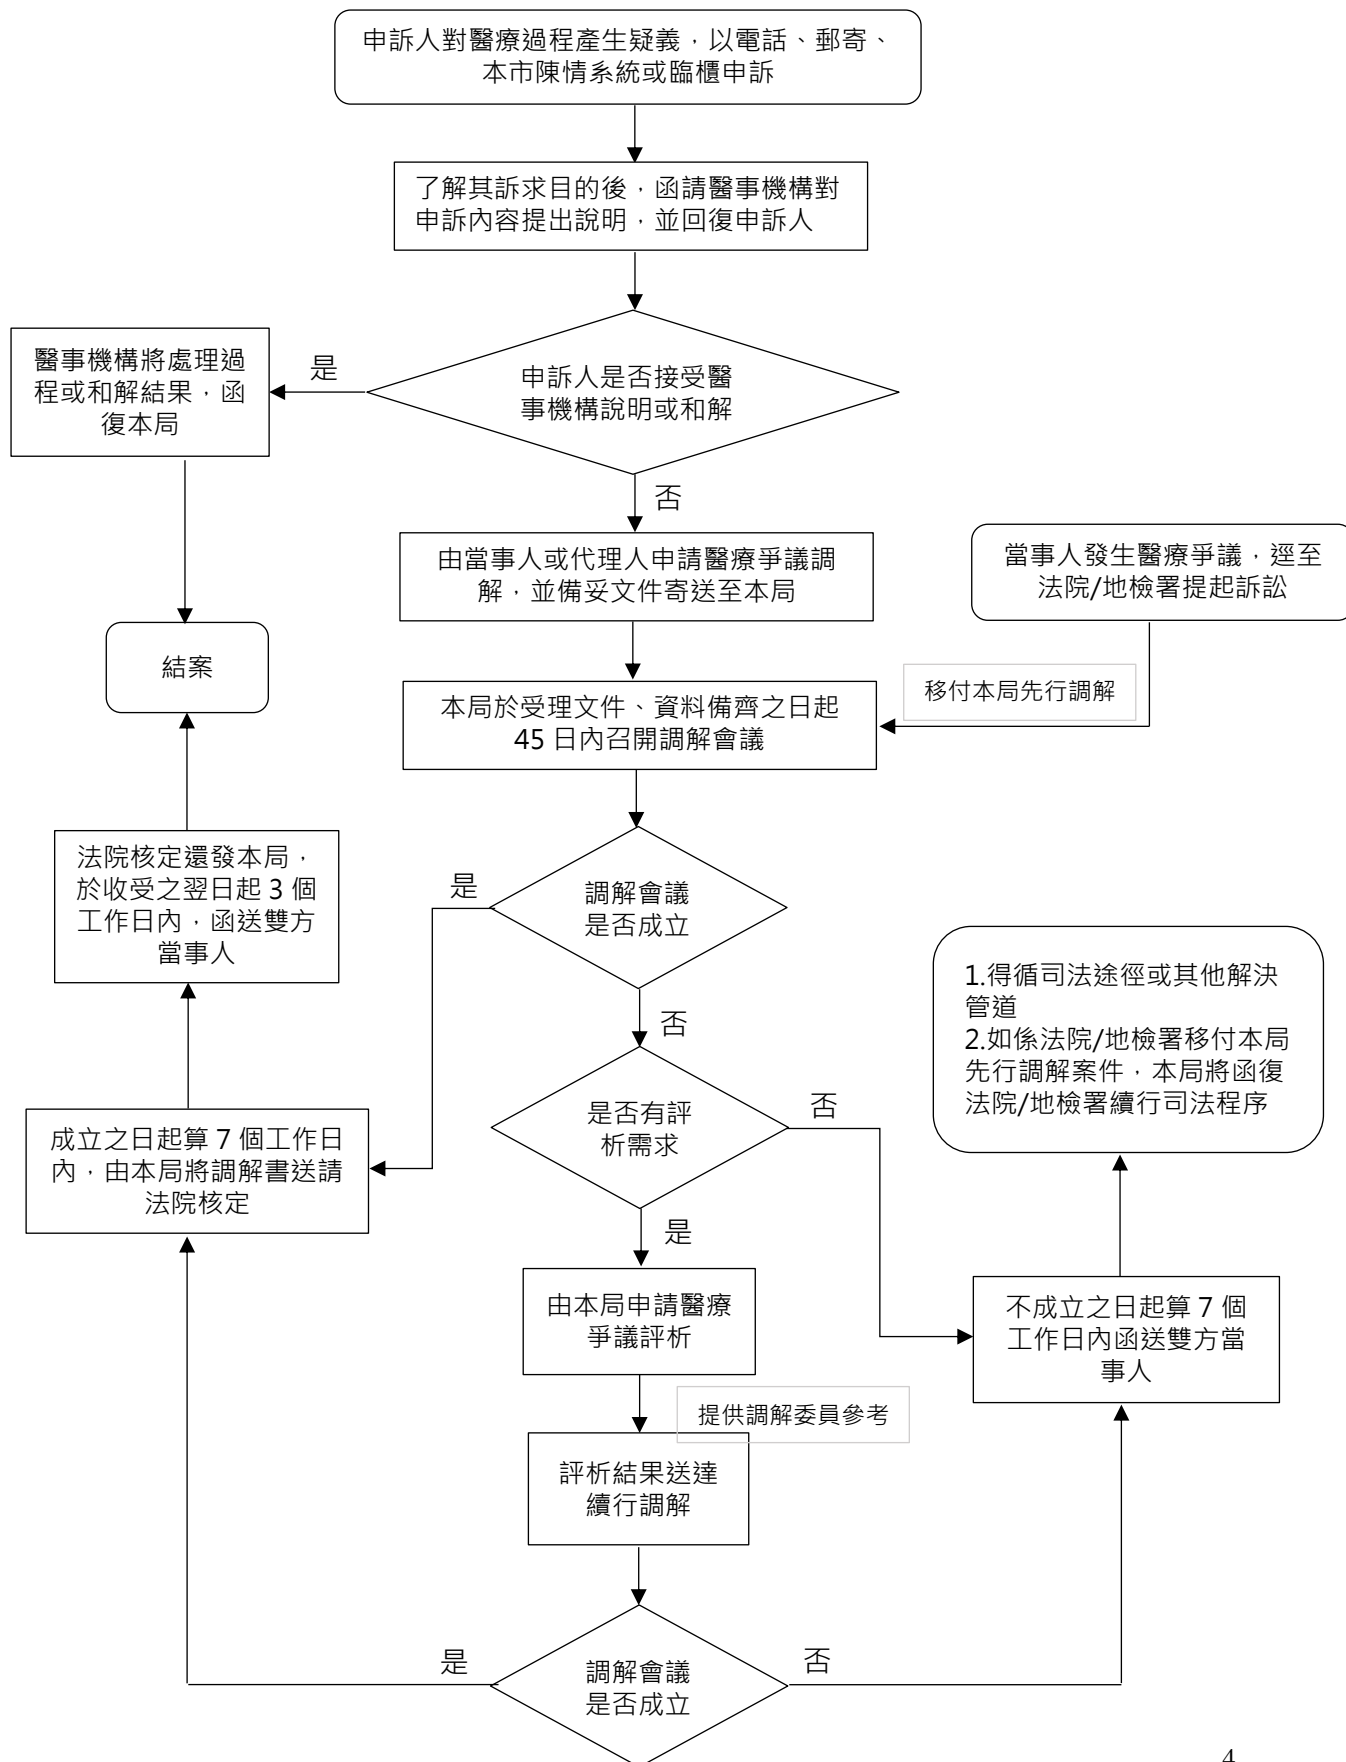 申訴人對醫療過程產生疑義，以電話、郵寄、
本市陳情系統或臨櫃申訴
了解其訴求目的後，函請醫事機構對
申訴內容提出說明，並回復申訴人
申訴人是否接受醫
事機構說明或和解
是
醫事機構將處理過
程或和解結果，函
復本局
否
由當事人或代理人申請醫療爭議調
解，並備妥文件寄送至本局
當事人發生醫療爭議，逕至
法院/地檢署提起訴訟
結案
移付本局先行調解
本局於受理文件、資料備齊之日起
45 日內召開調解會議
法院核定還發本局，
於收受之翌日起 3 個
工作日內，函送雙方
當事人
是
調解會議
是否成立
否
1.得循司法途徑或其他解決
管道
2.如係法院/地檢署移付本局
先行調解案件，本局將函復
法院/地檢署續行司法程序
成立之日起算 7 個工作日
內，由本局將調解書送請
法院核定
是否有評
析需求
否
是
由本局申請醫療
爭議評析
不成立之日起算 7 個
工作日內函送雙方當
事人
提供調解委員參考
評析結果送達
續行調解
是
調解會議
是否成立
否
4